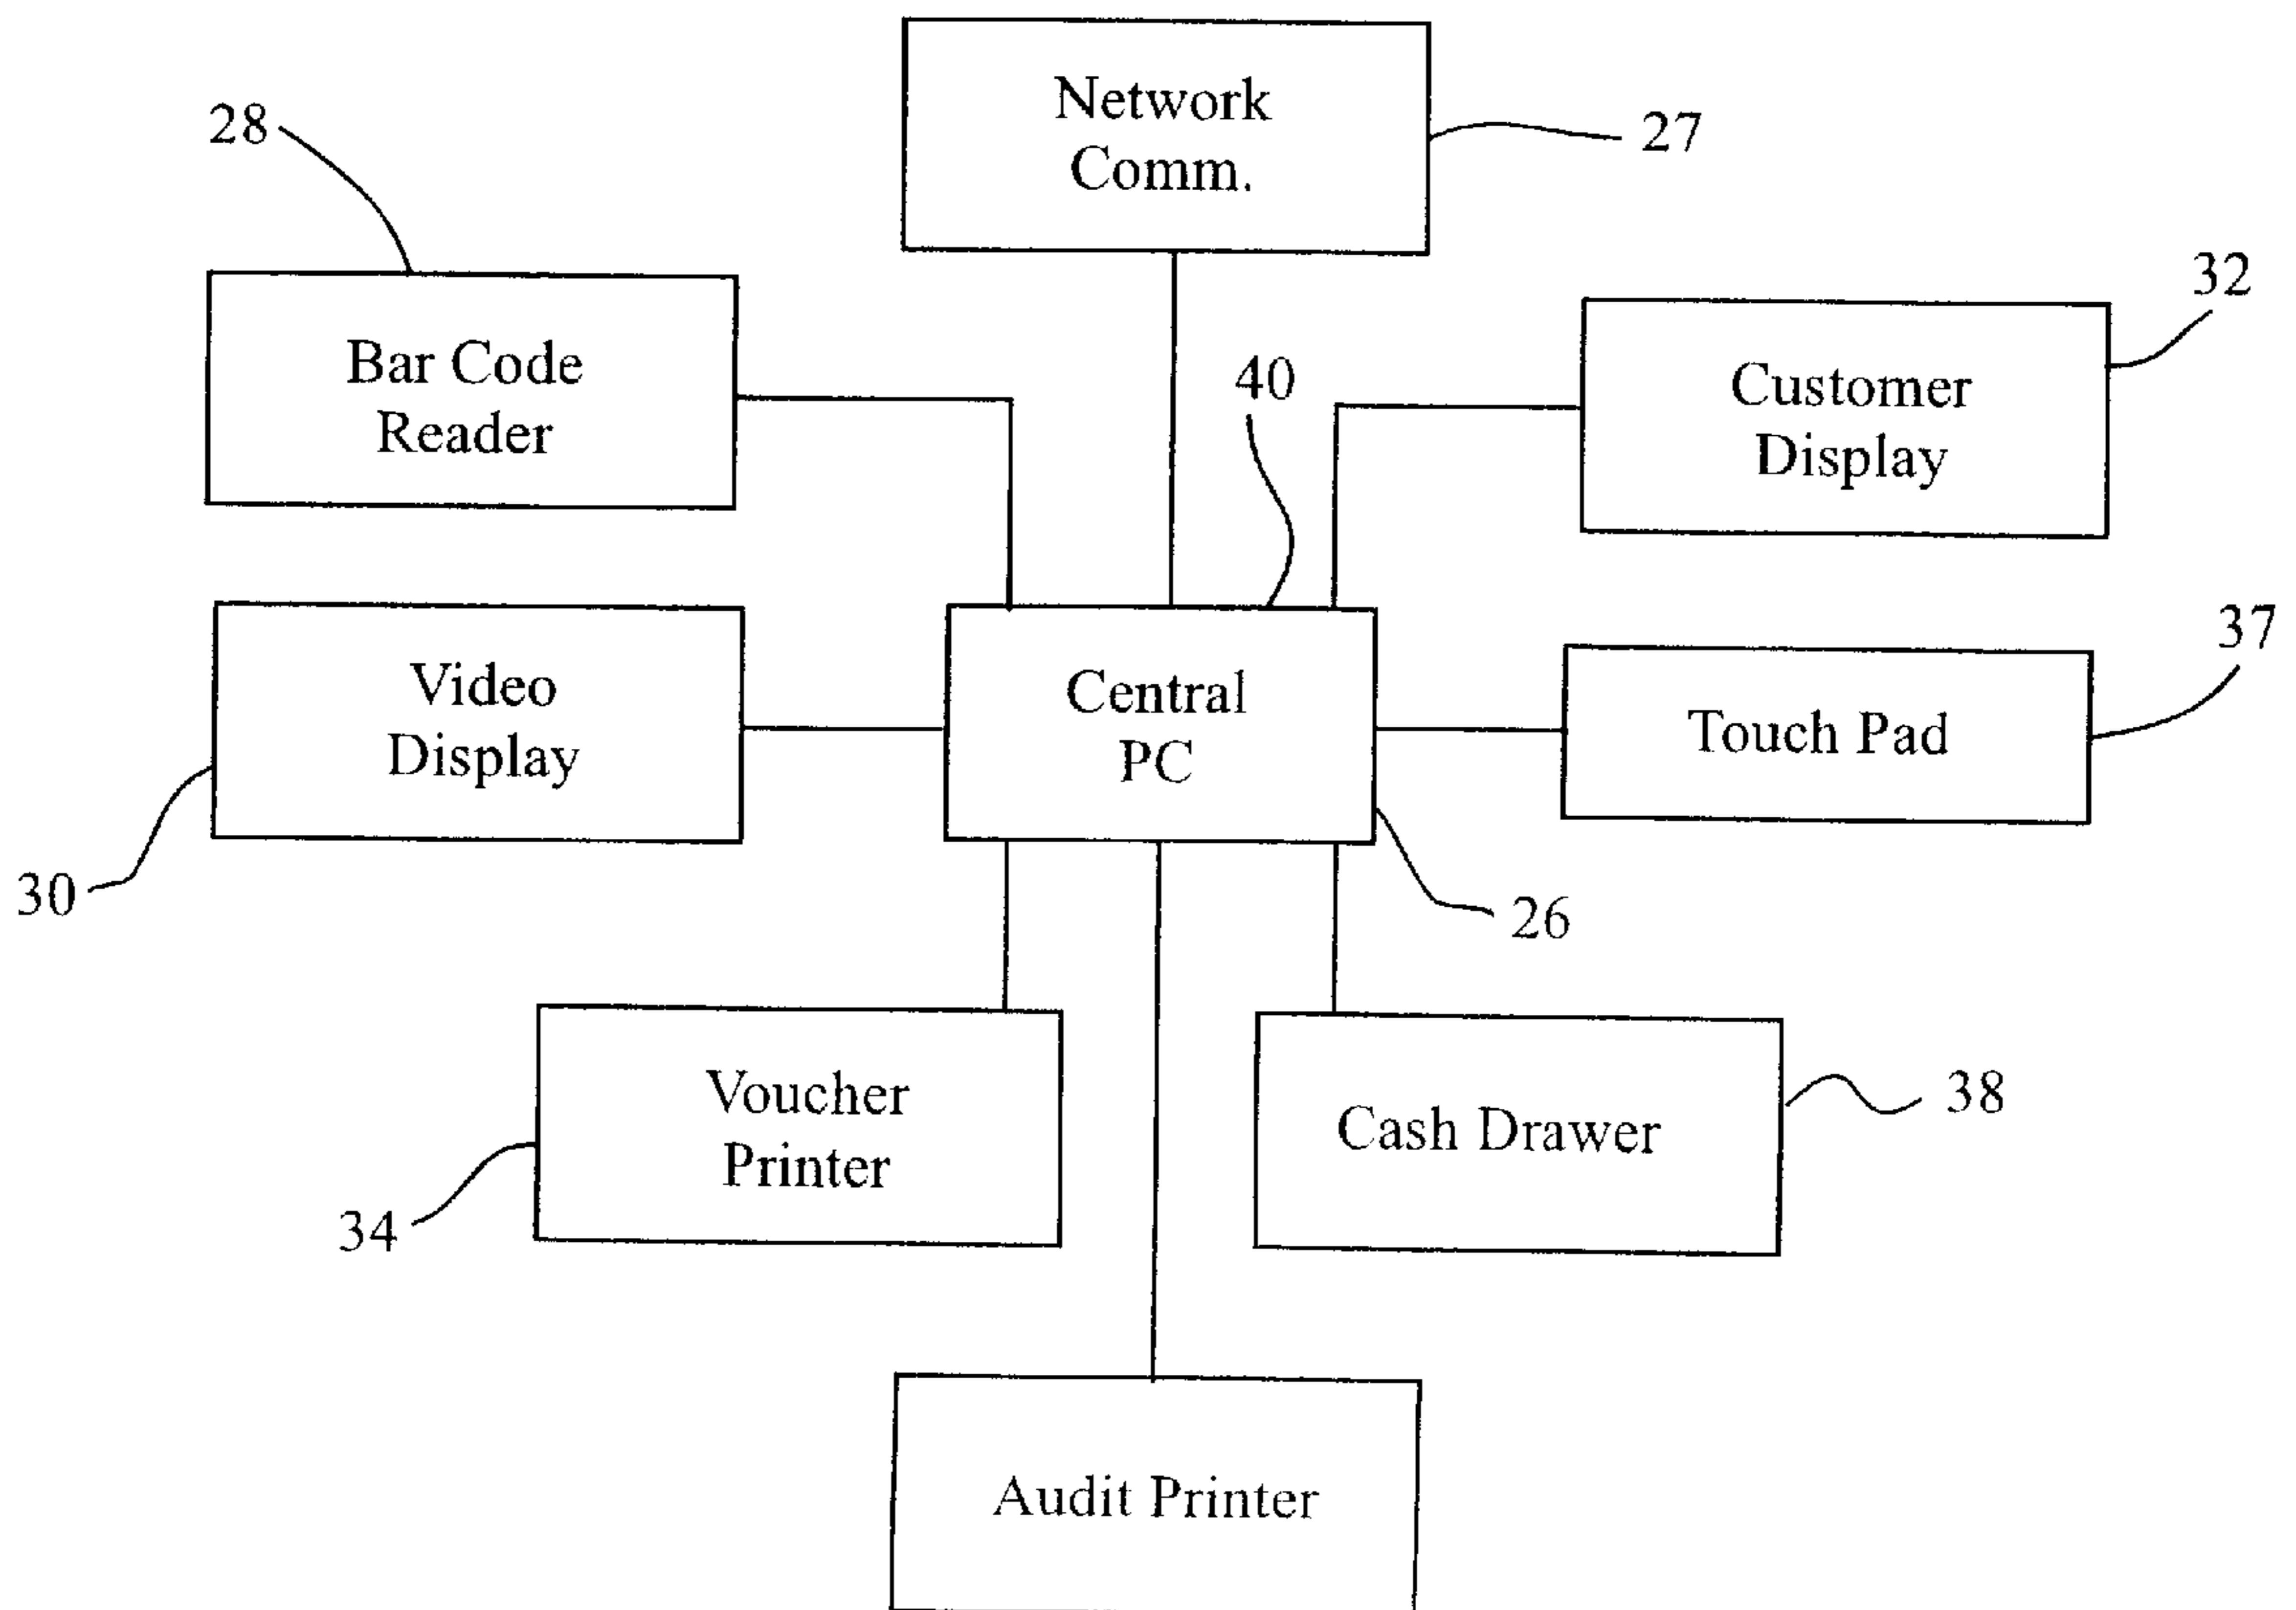 Network
Comm.
27
28
32
Bar Code
Reader
40
Customer
Display
37
Video
Display
Central
PC
Touch Pad
30
26
Voucher
Printer
38
Cash Drawer
34
Audit Printer